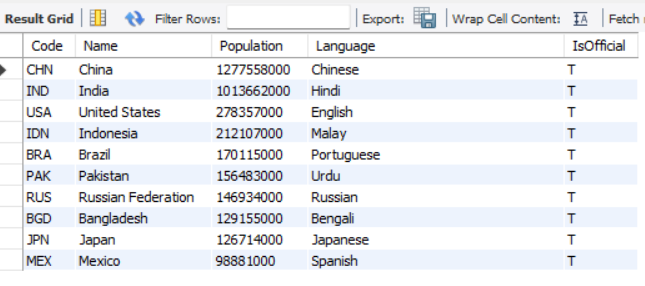 Result Grid Filter Rows: Export: Wrap Cell Content: IA Fetch
Code Name Population Language IsOfficial
CHN China 1277558000 Chinese T
IND India 1013662000 Hindi T
USA United States 278357000 English T
IDN Indonesia 212107000 Malay T
BRA Brazil 170115000 Portuguese T
PAK Pakistan 156483000 Urdu T
RUS Russian Federation 146934000 Russian T
BGD Bangladesh 129155000 Bengali T
JPN Japan 126714000 Japanese T
MEX Mexico 98881000 Spanish T